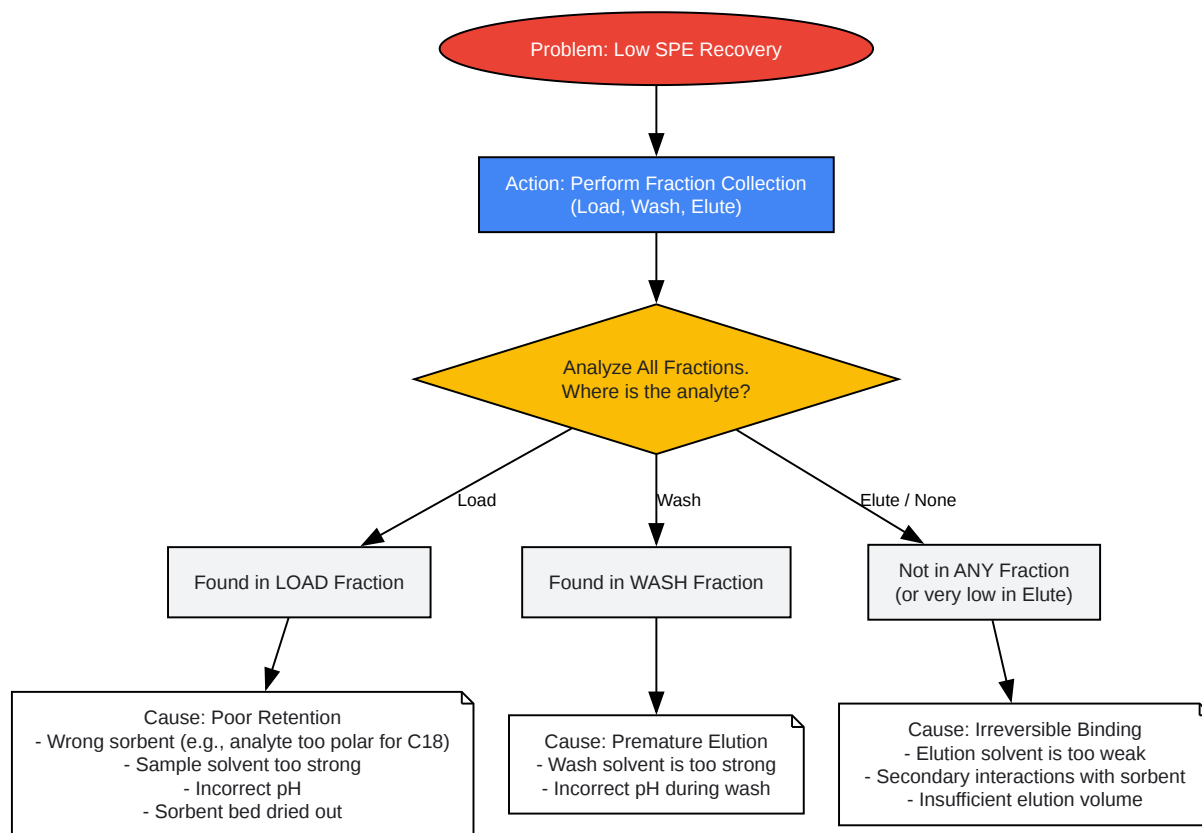 Problem: Low SPE Recovery
Action: Perform Fraction Collection
(Load, Wash, Elute)
Analyze All Fractions.
Where is the analyte?
Load
Wash
Elute / None
Found in LOAD Fraction
Found in WASH Fraction
Not in ANY Fraction
(or very low in Elute)
Cause: Poor Retention
- Wrong sorbent (e.g., analyte too polar for C18)
- Sample solvent too strong
- Incorrect pH
- Sorbent bed dried out
Cause: Premature Elution
- Wash solvent is too strong
- Incorrect pH during wash
Cause: Irreversible Binding
- Elution solvent is too weak
- Secondary interactions with sorbent
- Insufficient elution volume